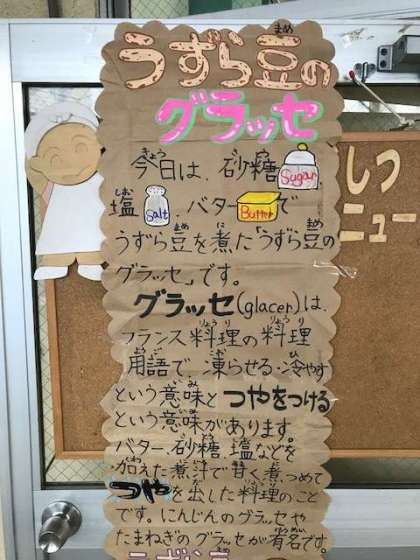 うずら豆の
グラッセ
今日は、砂糖 Sugar、
塩 Salt、バター Butter で
うずら豆を煮た「うずら豆の
グラッセ」です。
グラッセ(glacer)は、
フランス料理の料理
用語で、凍らせる・冷やす
という意味と つやをつける
という意味があります。
バター、砂糖、塩などを
加えた煮汁で甘く煮つめて
つやを出した料理のこと
です。にんじんのグラッセや
たまねぎのグラッセが有名です。
しつ
ニュー